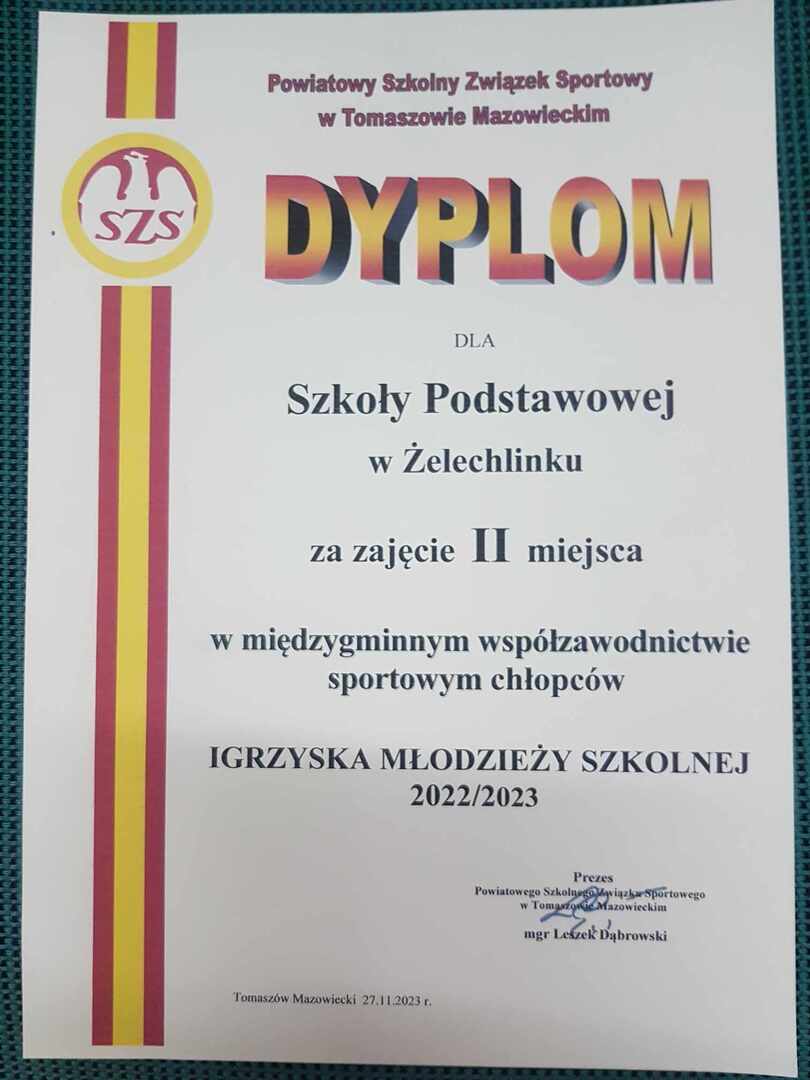 Powiatowy Szkolny Związek Sportowy
w Tomaszowie Mazowieckim
SZS
DYPLOM
DLA
Szkoły Podstawowej
w Żelechlinku
za zajęcie II miejsca
w międzygminnym współzawodnictwie
sportowym chłopców
IGRZYSKA MŁODZIEŻY SZKOLNEJ
2022/2023
Prezes
Powiatowego Szkolnego Związku Sportowego
w Tomaszowie Mazowieckim
mgr Leszek Dąbrowski
Tomaszów Mazowiecki 27.11.2023 r.